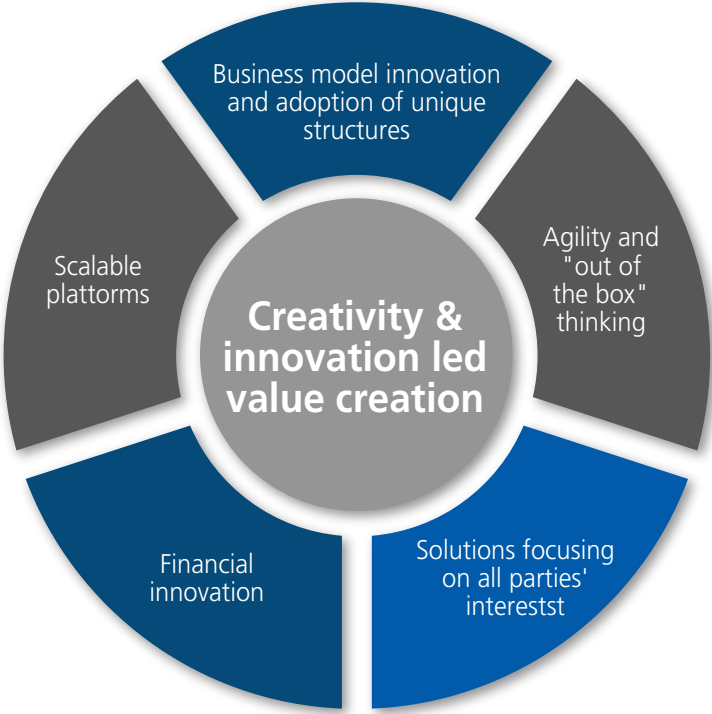 Business model innovation
and adoption of unique
structures
Agility and
"out of
the box"
thinking
Solutions focusing
on all parties'
interestst
Financial
innovation
Scalable
plattorms
Creativity &
innovation led
value creation